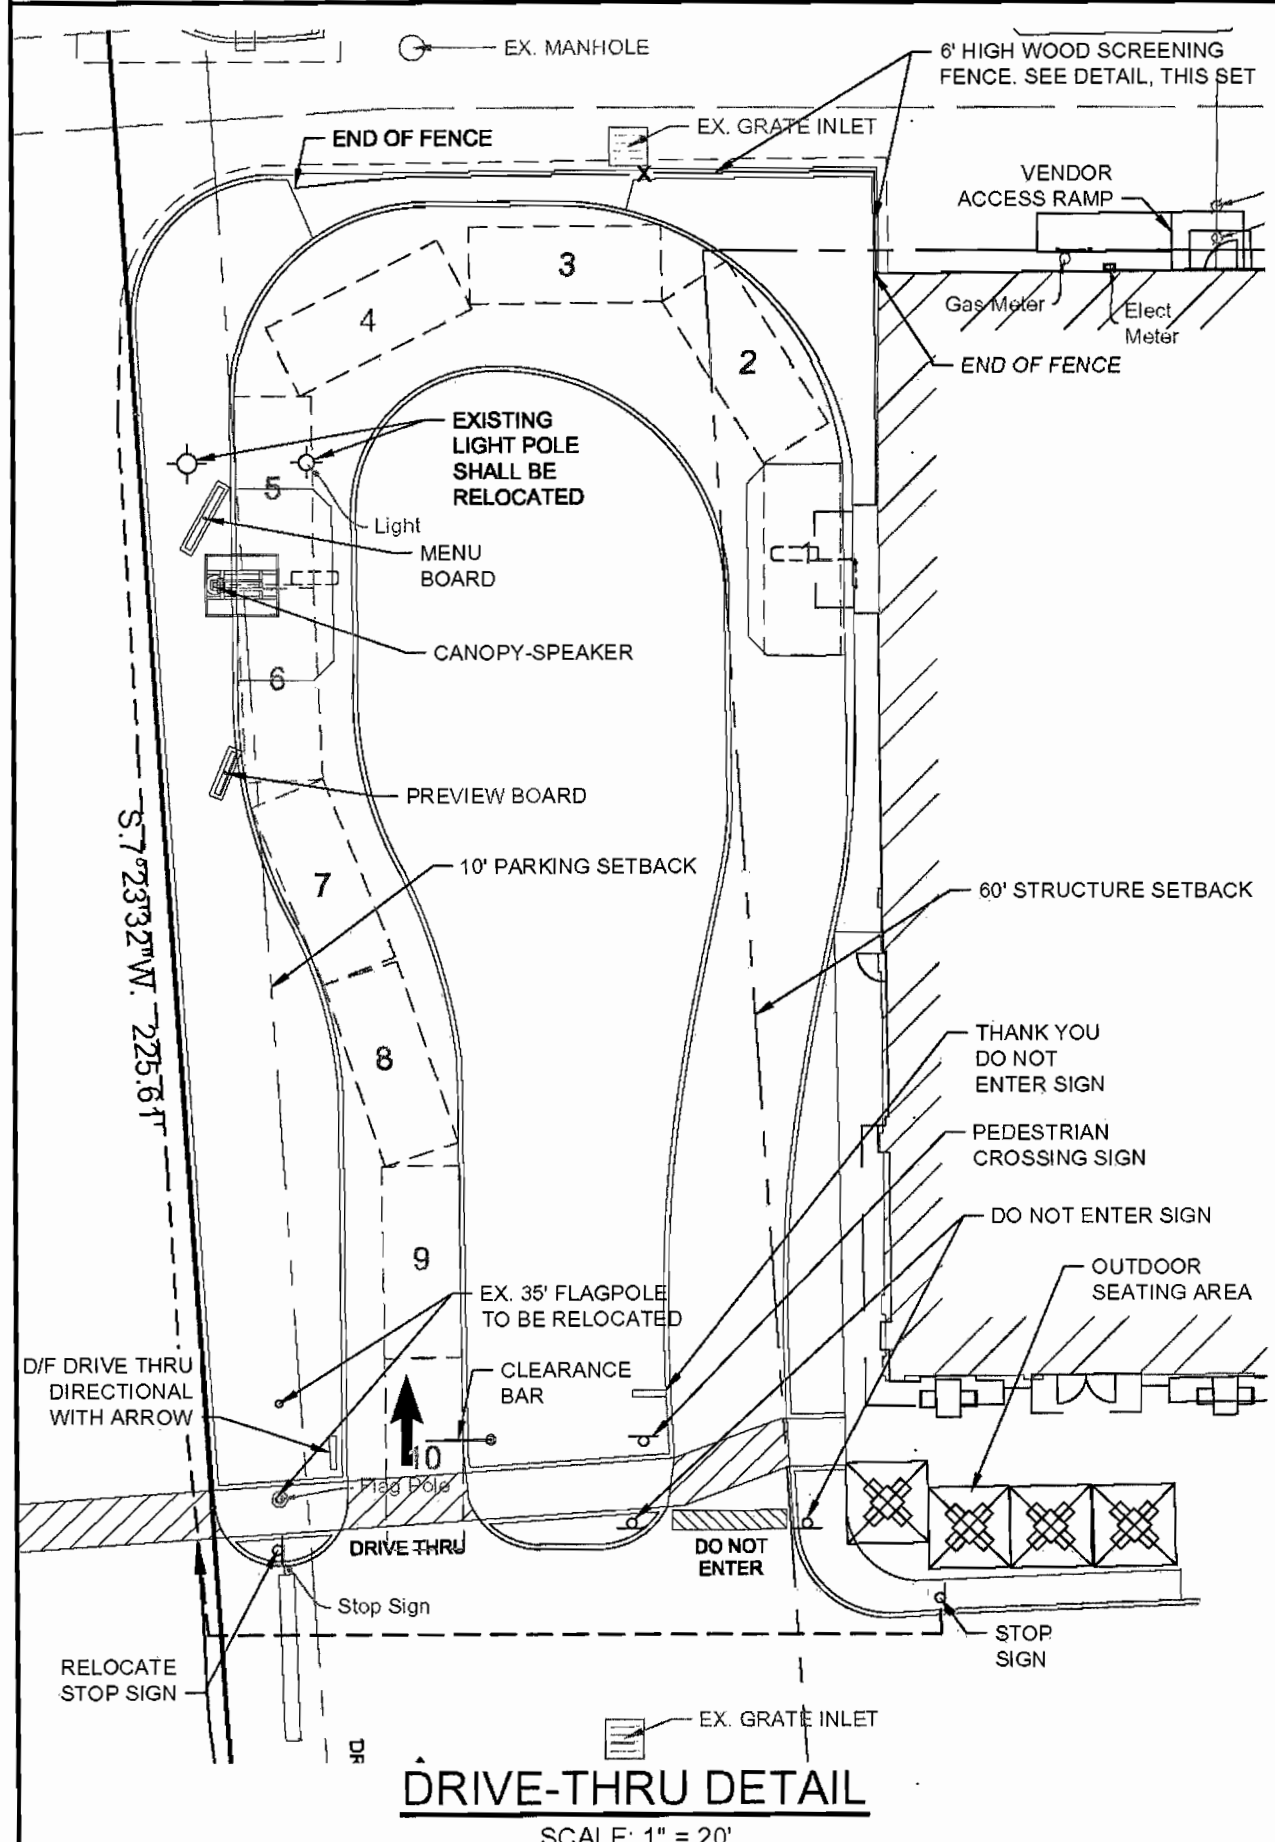 EX. MANHOLE
6' HIGH WOOD SCREENING
FENCE. SEE DETAIL, THIS SET
END OF FENCE
EX. GRATE INLET
X
VENDOR
ACCESS RAMP
3
4
2
Gas Meter
Elect
Meter
END OF FENCE
EXISTING
LIGHT POLE
SHALL BE
RELOCATED
5
Light
MENU
BOARD
1
CANOPY-SPEAKER
6
PREVIEW BOARD
S.7°23'32"W. 225.61'
7
10' PARKING SETBACK
60' STRUCTURE SETBACK
8
THANK YOU
DO NOT
ENTER SIGN
PEDESTRIAN
CROSSING SIGN
DO NOT ENTER SIGN
9
OUTDOOR
SEATING AREA
EX. 35' FLAGPOLE
TO BE RELOCATED
D/F DRIVE THRU
DIRECTIONAL
WITH ARROW
CLEARANCE
BAR
10
Flag Pole
DRIVE THRU
DO NOT
ENTER
Stop Sign
STOP
SIGN
RELOCATE
STOP SIGN
EX. GRATE INLET
DR
DRIVE-THRU DETAIL
SCALE: 1" = 20'